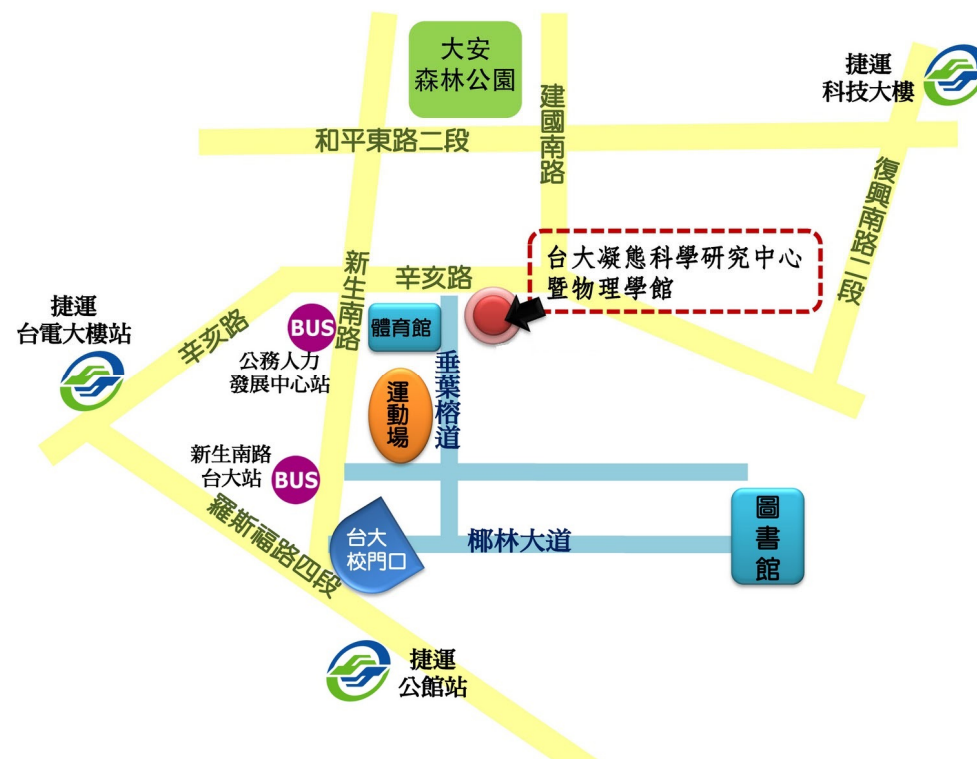 大安
森林公園
捷運
科技大樓
建國南路
和平東路二段
復興南路二段
台大凝態科學研究中心
暨物理學館
新生南路
辛亥路
捷運
台電大樓站
辛亥路
BUS
公務人力
發展中心站
體育館
垂葉榕道
運動場
新生南路
台大站
BUS
羅斯福路四段
台大
校門口
椰林大道
圖書館
捷運
公館站